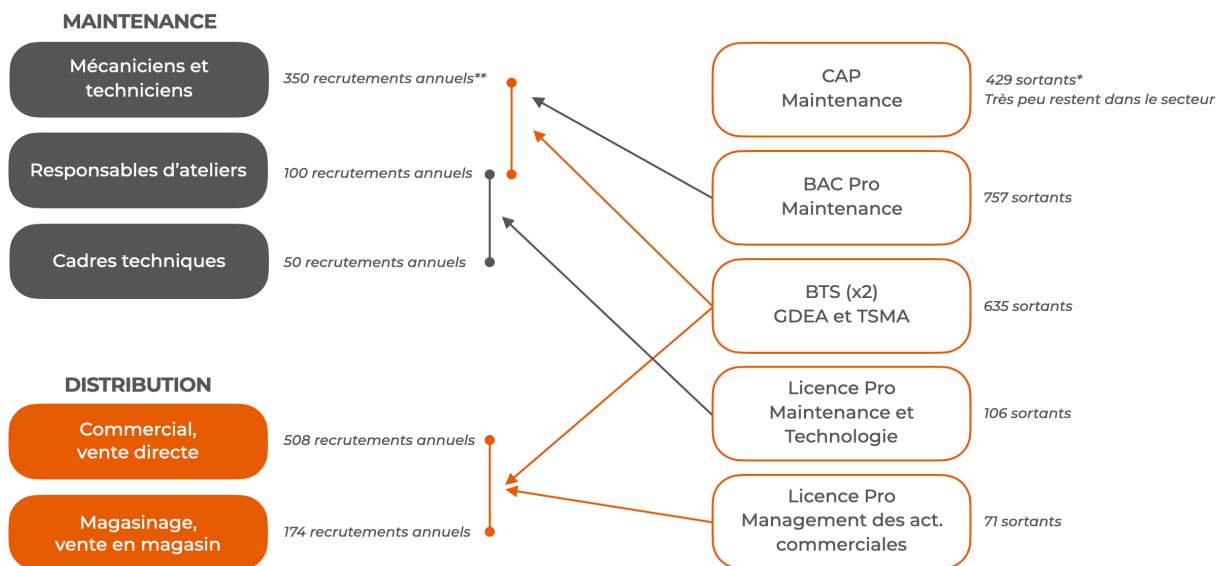 MAINTENANCE
Mécaniciens et
techniciens
350 recrutements annuels**
Responsables d'ateliers
100 recrutements annuels
Cadres techniques
50 recrutements annuels
DISTRIBUTION
Commercial,
vente directe
508 recrutements annuels
Magasinage,
vente en magasin
174 recrutements annuels
CAP
Maintenance
429 sortants*
Très peu restent dans le secteur
BAC Pro
Maintenance
757 sortants
BTS (x2)
GDEA et TSMA
635 sortants
Licence Pro
Maintenance et
Technologie
106 sortants
Licence Pro
Management des act.
commerciales
71 sortants